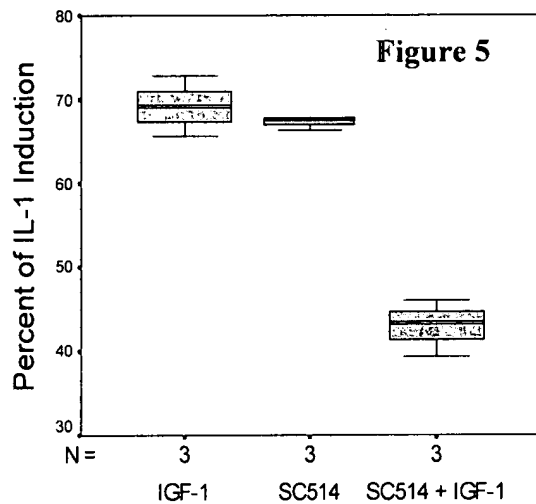 80
Figure 5
70
60
50
40
30
Percent of IL-1 Induction
N = 3 3 3
IGF-1 SC514 SC514 + IGF-1